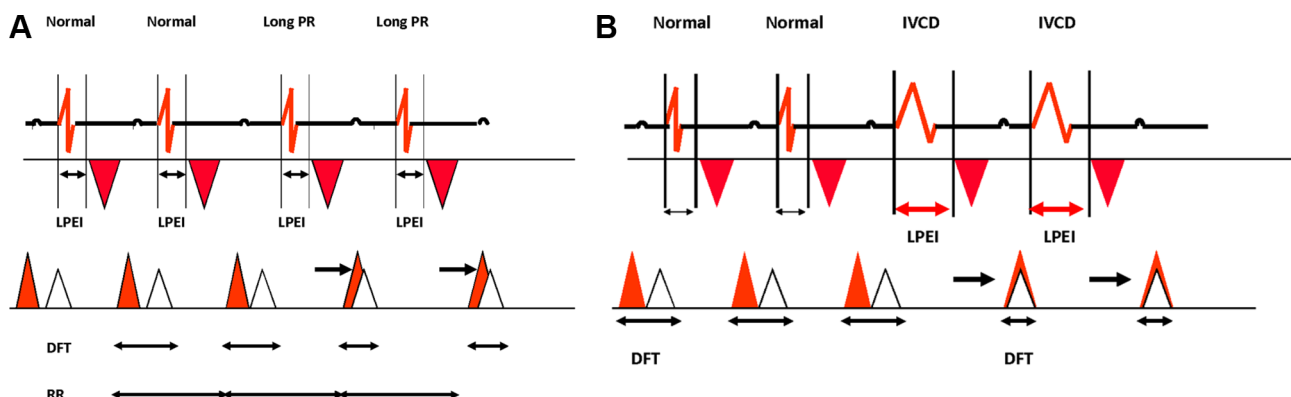 A
Normal Normal Long PR Long PR
LPEI LPEI LPEI LPEI
DFT
RR
B
Normal Normal IVCD IVCD
LPEI LPEI
DFT DFT